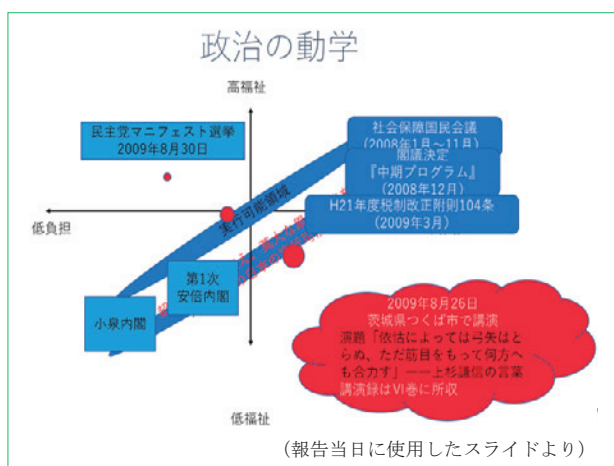 政治の動学
高福祉
民主党マニフェスト選挙
2009年8月30日
社会保障国民会議
(2008年1月~11月)
閣議決定
『中期プログラム』
(2008年12月)
H21年度税制改正附則104条
(2009年3月)
実行可能領域
低負担
第1次
安倍内閣
小泉内閣
2009年8月26日
茨城県つくば市で講演
演題「依怙によっては弓矢はと
らぬ、ただ筋目をもって何方へ
も合力す」――上杉謙信の言葉
講演録はⅥ巻に所収
低福祉
(報告当日に使用したスライドより)